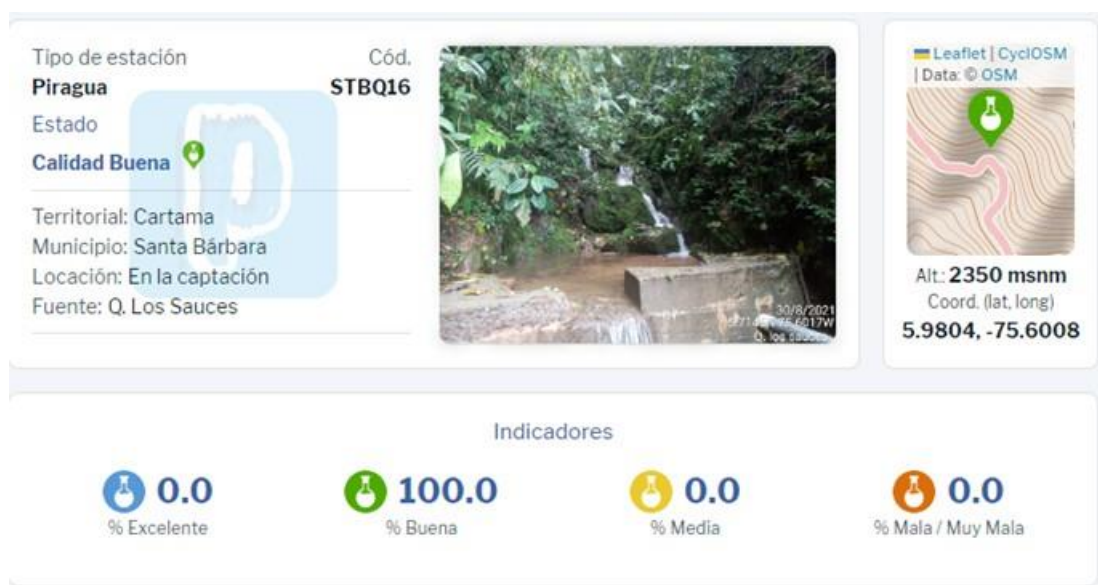 Tipo de estación Cód.
Piragua STBQ16
Estado
Calidad Buena
Territorial: Cartama
Municipio: Santa Bárbara
Locación: En la captación
Fuente: Q. Los Sauces
30/8/2021
6017W
Q. los
Leaflet | CyclOSM
| Data: © OSM
Alt.: 2350 msnm
Coord. (lat, long)
5.9804, -75.6008
Indicadores
0.0 100.0 0.0 0.0
% Excelente % Buena % Media % Mala / Muy Mala